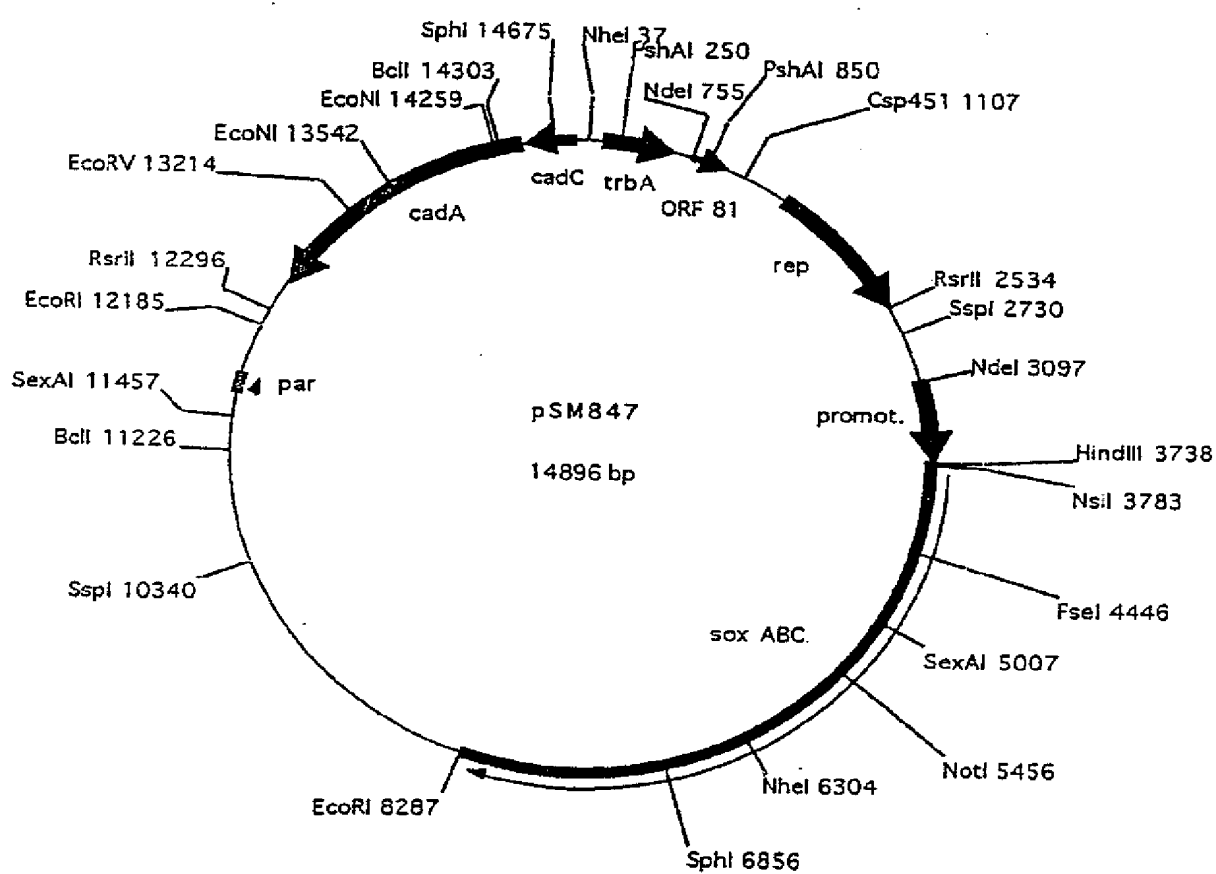 SphI 14675
NheI 37
PshAI 250
BclI 14303
NdeI 755
PshAI 850
EcoNI 14259
Csp451 1107
EcoNI 13542
EcoRV 13214
cadC
trbA
ORF 81
cadA
rep
RsrII 12296
RsrII 2534
EcoRI 12185
SspI 2730
NdeI 3097
SexAI 11457
par
pSM847
promot.
BclI 11226
HindIII 3738
14896 bp
NsiI 3783
SspI 10340
FseI 4446
sox ABC.
SexAI 5007
NotI 5456
NheI 6304
EcoRI 8287
SphI 6856